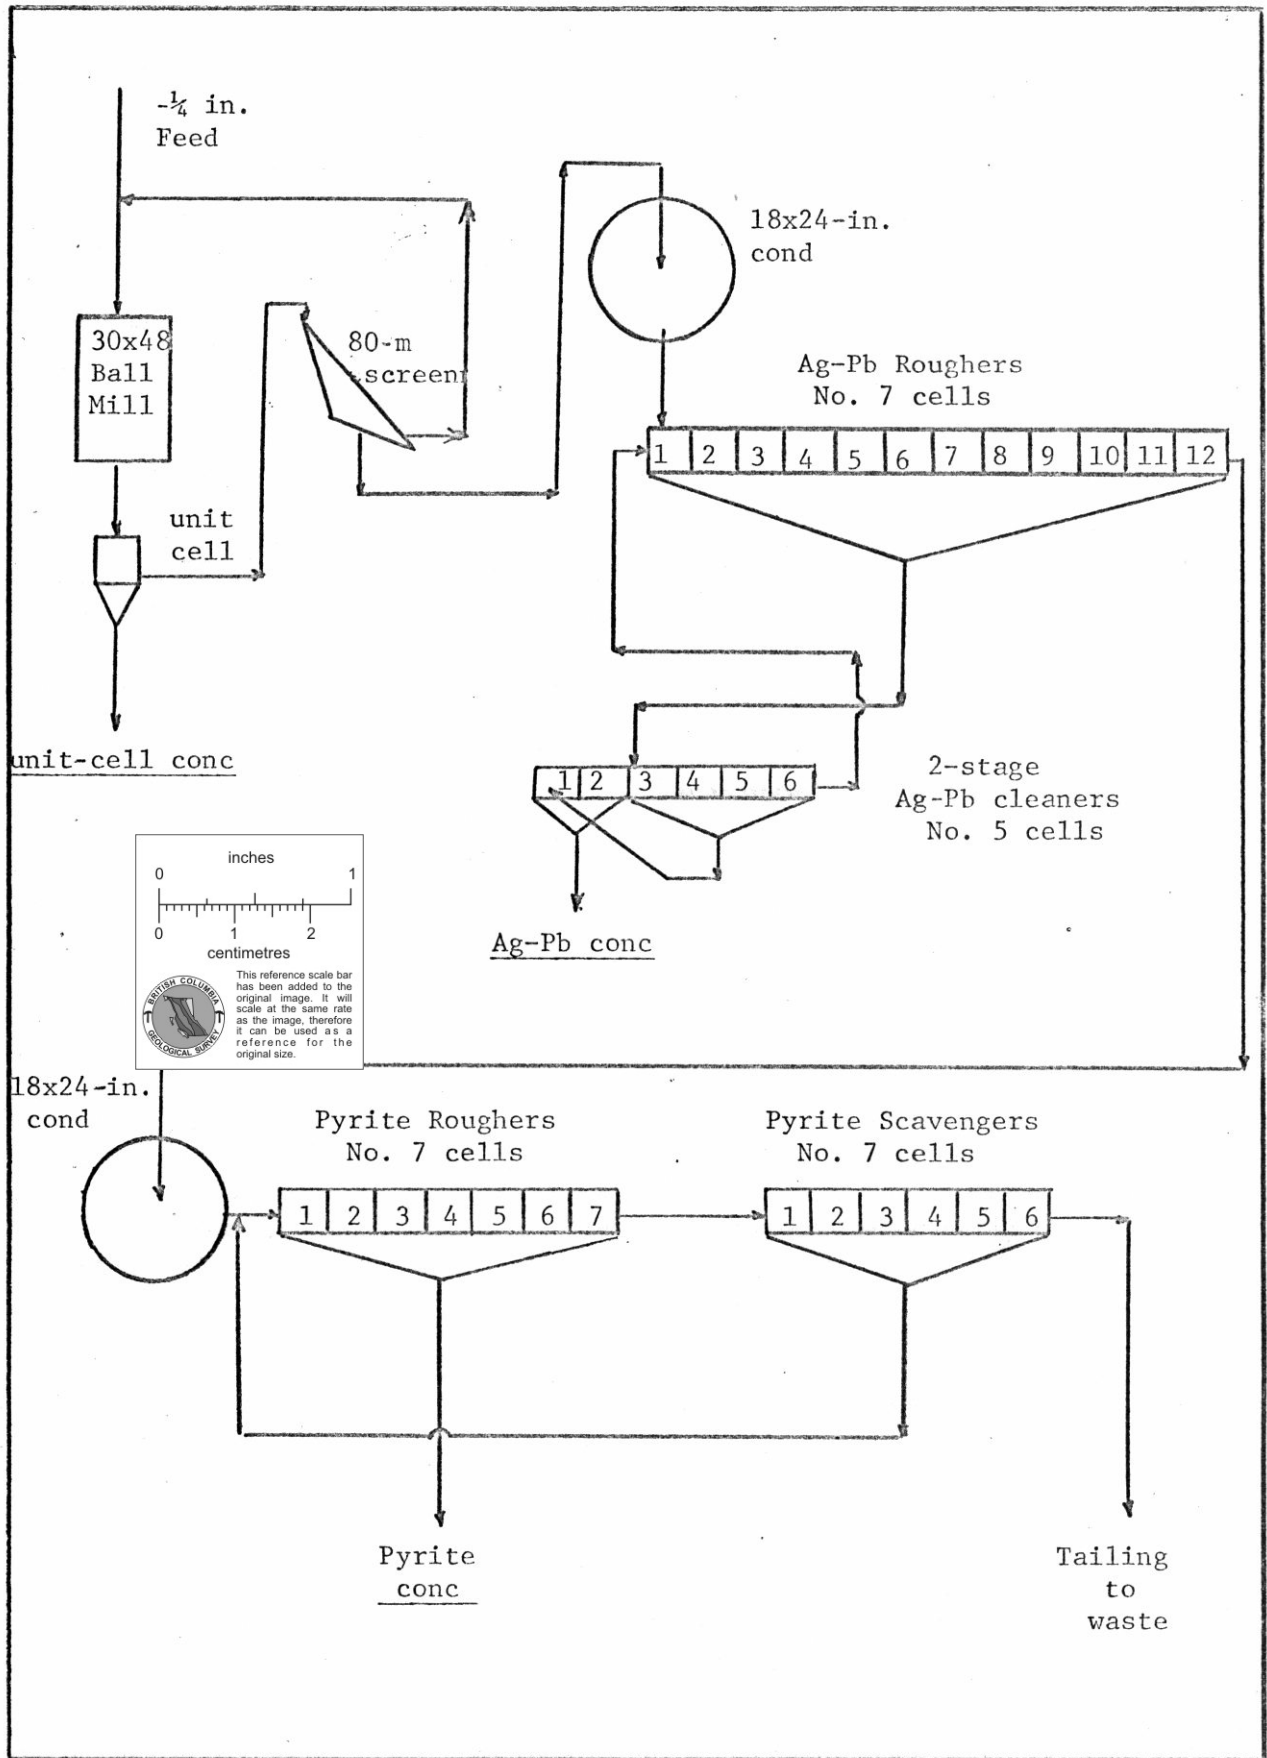 -¼ in.
Feed
30x48
Ball
Mill
unit
cell
unit-cell conc
80-m
screen
18x24-in.
cond
Ag-Pb Roughers
No. 7 cells
1 2 3 4 5 6 7 8 9 10 11 12
1 2 3 4 5 6
2-stage
Ag-Pb cleaners
No. 5 cells
Ag-Pb conc
inches
0 1
0 1 2
centimetres
BRITISH COLUMBIA
GEOLOGICAL SURVEY
This reference scale bar
has been added to the
original image. It will
scale at the same rate
as the image, therefore
it can be used as a
reference for the
original size.
18x24-in.
cond
Pyrite Roughers
No. 7 cells
1 2 3 4 5 6 7
Pyrite Scavengers
No. 7 cells
1 2 3 4 5 6
Pyrite
conc
Tailing
to
waste